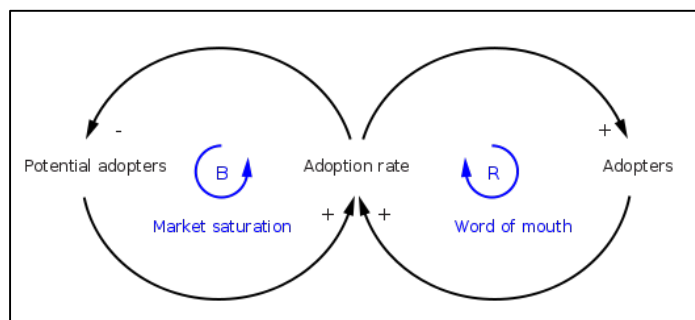 -
+
Potential adopters
B
Adoption rate
R
Adopters
+
+
Market saturation
Word of mouth